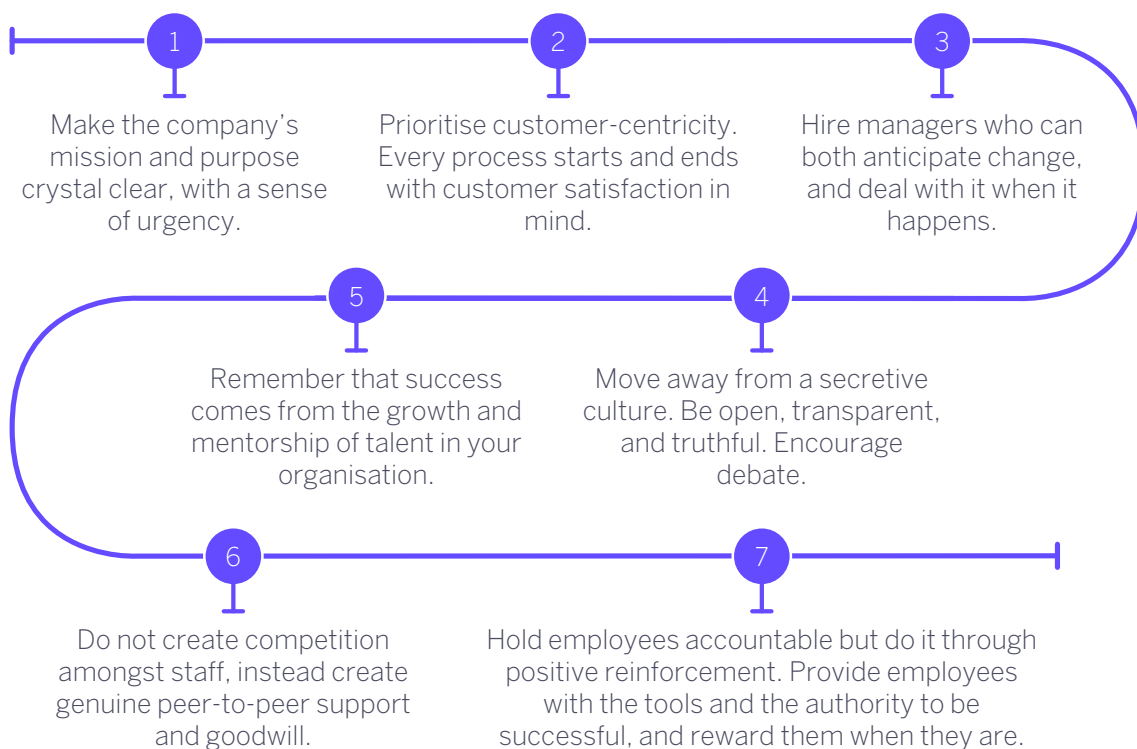 1
Make the company's
mission and purpose
crystal clear, with a sense
of urgency.
2
Prioritise customer-centricity.
Every process starts and ends
with customer satisfaction in
mind.
3
Hire managers who can
both anticipate change,
and deal with it when it
happens.
4
Move away from a secretive
culture. Be open, transparent,
and truthful. Encourage
debate.
5
Remember that success
comes from the growth and
mentorship of talent in your
organisation.
6
Do not create competition
amongst staff, instead create
genuine peer-to-peer support
and goodwill.
7
Hold employees accountable but do it through
positive reinforcement. Provide employees
with the tools and the authority to be
successful, and reward them when they are.